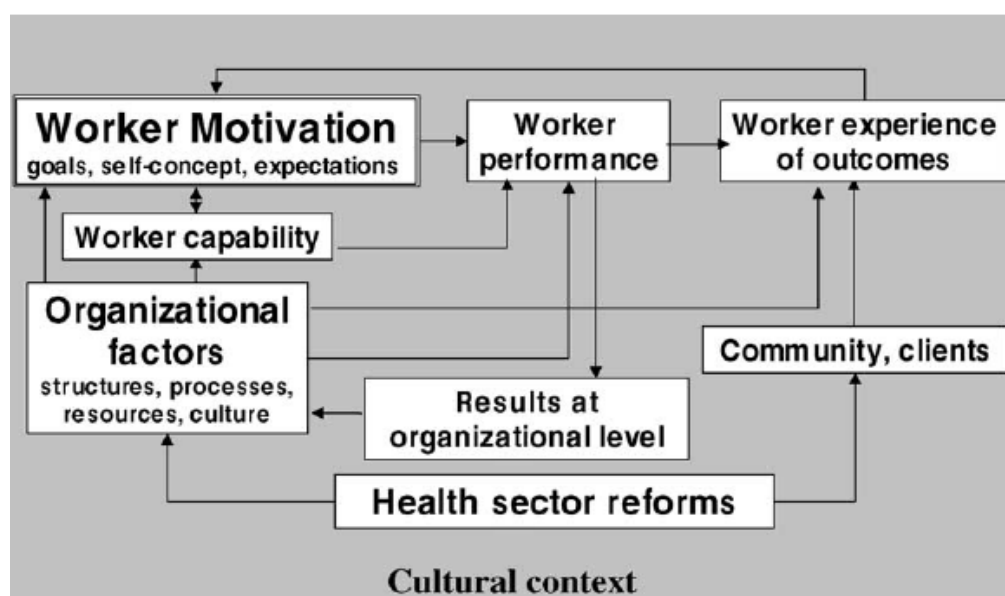 Worker Motivation
goals, self-concept, expectations
Worker
performance
Worker experience
of outcomes
Worker capability
Organizational
factors
structures, processes,
resources, culture
Community, clients
Results at
organizational level
Health sector reforms
Cultural context